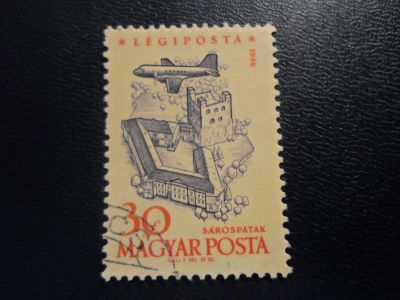 * LÉGIPOSTA *
1958
SÁROSPATAK
30
MAGYAR POSTA